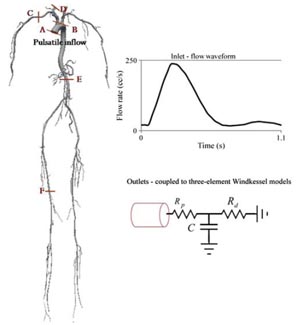 C
D
A
B
Pulsatile inflow
E
F
Inlet - flow waveform
250
Flow rate (cc/s)
0
0
1.1
Time (s)
Outlets - coupled to three-element Windkessel models
Rp
Rd
C